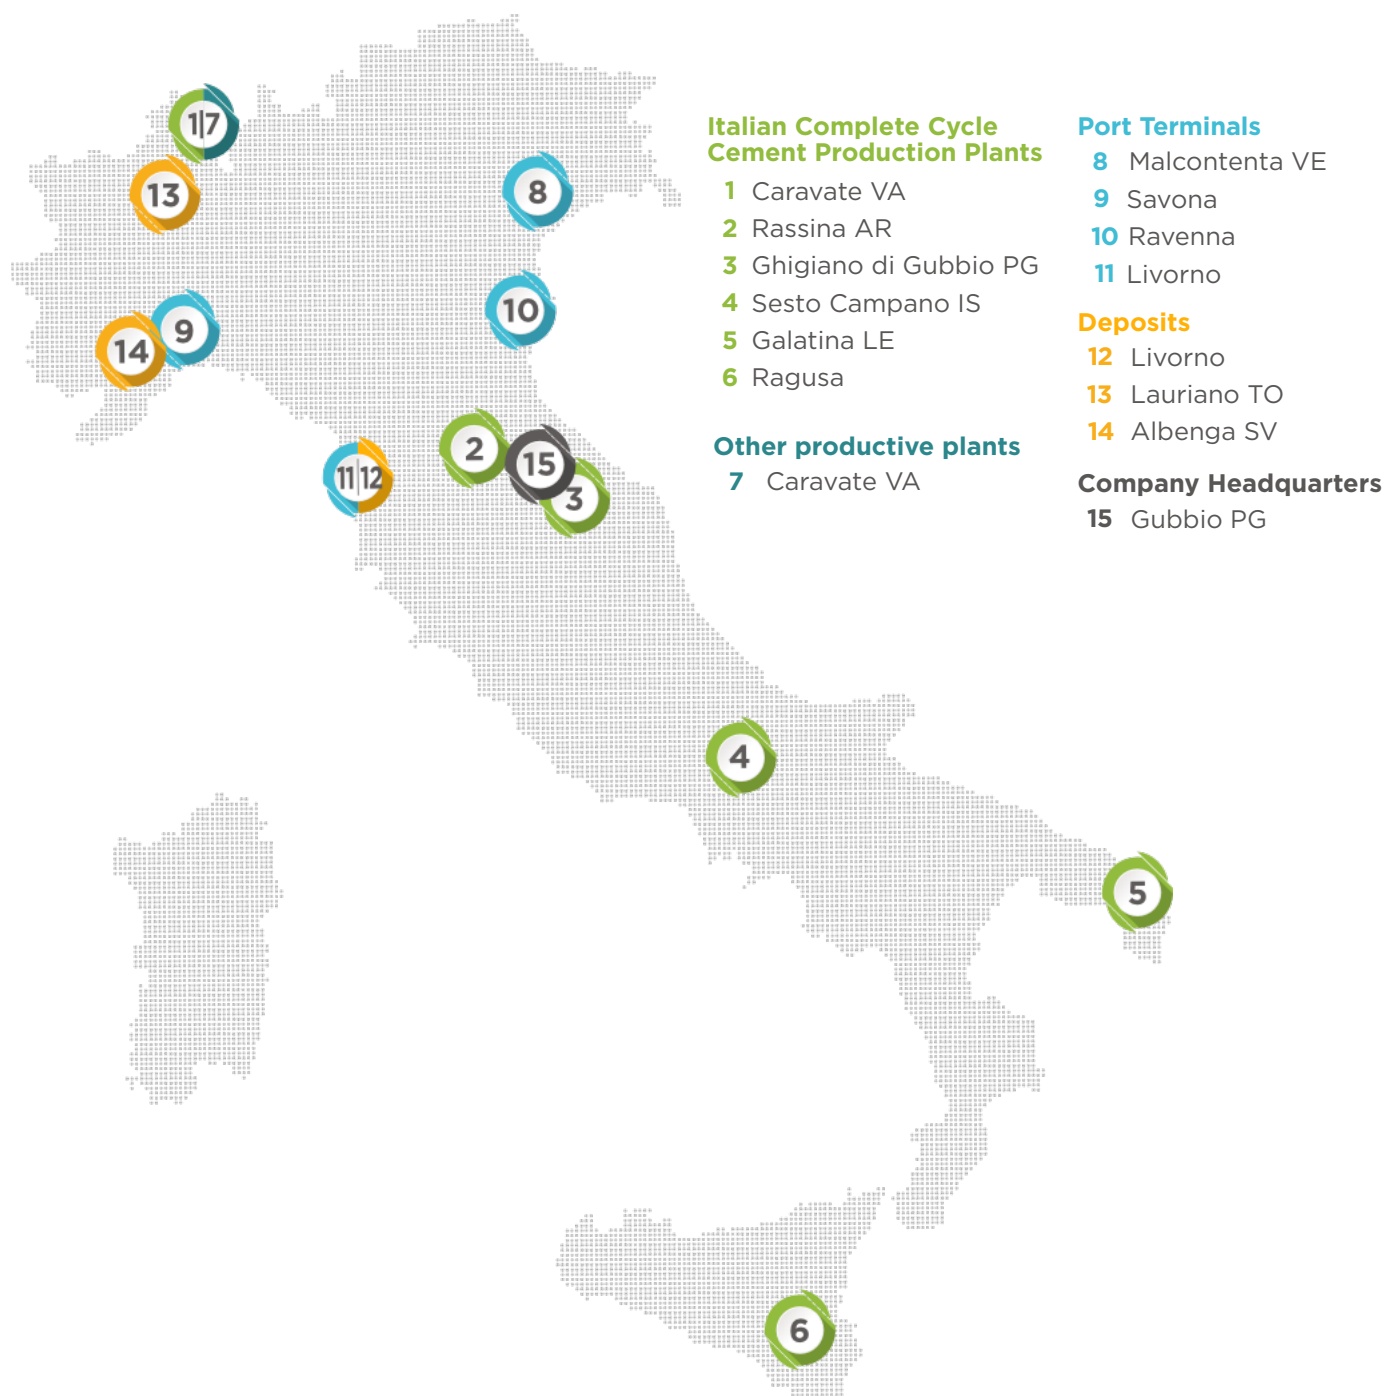 Italian Complete Cycle
Cement Production Plants
1 Caravate VA
2 Rassina AR
3 Ghigiano di Gubbio PG
4 Sesto Campano IS
5 Galatina LE
6 Ragusa
Other productive plants
7 Caravate VA
Port Terminals
8 Malcontenta VE
9 Savona
10 Ravenna
11 Livorno
Deposits
12 Livorno
13 Lauriano TO
14 Albenga SV
Company Headquarters
15 Gubbio PG
1|7
13
8
9
10
14
2
15
11|12
3
4
5
6